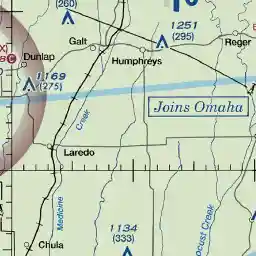 (260)
1251
(295)
Reger
Galt
X]
C
Dunlap
Humphreys
1169
(275)
Joins Omaha
Creek
Laredo
Medicine
Locust Creek
1134
(333)
Chula